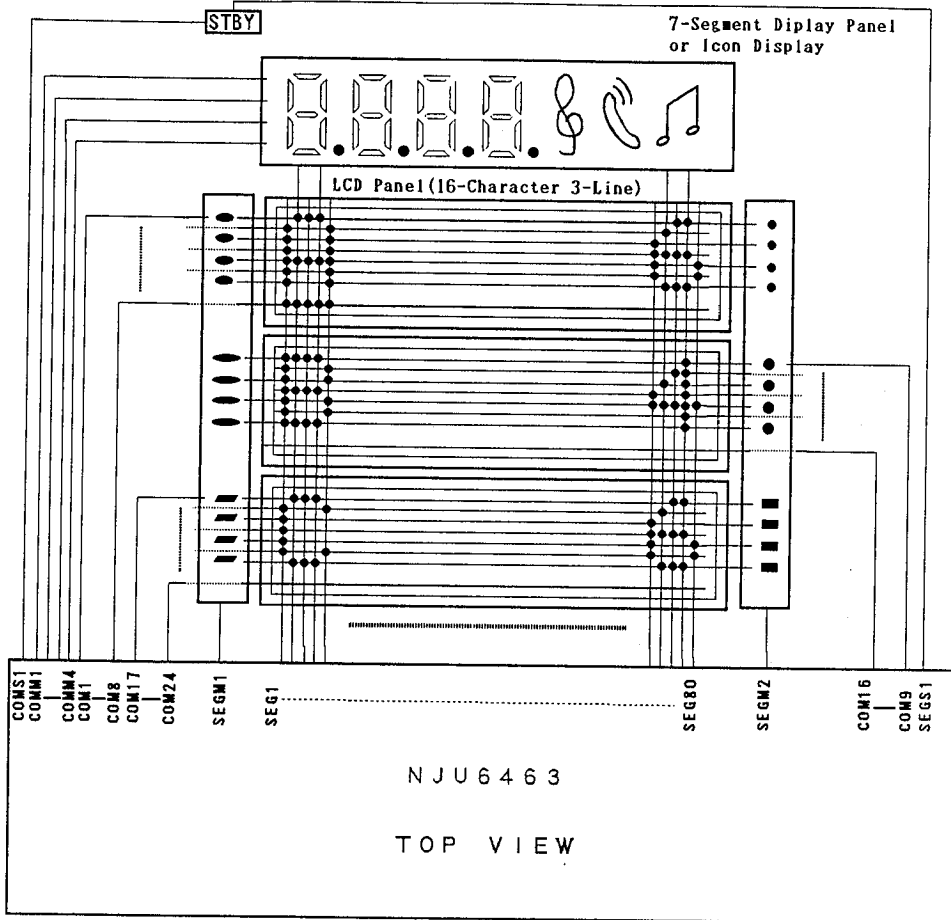 STBY
7-Segment Diplay Panel
or Icon Display
LCD Panel(16-Character 3-Line)
COMS1
COMM1
COMM4
COM1
COM8
COM17
COM24
SEGM1
SEG1
SEG80
SEGM2
COM16
COM9
SEGS1
NJU6463
TOP VIEW